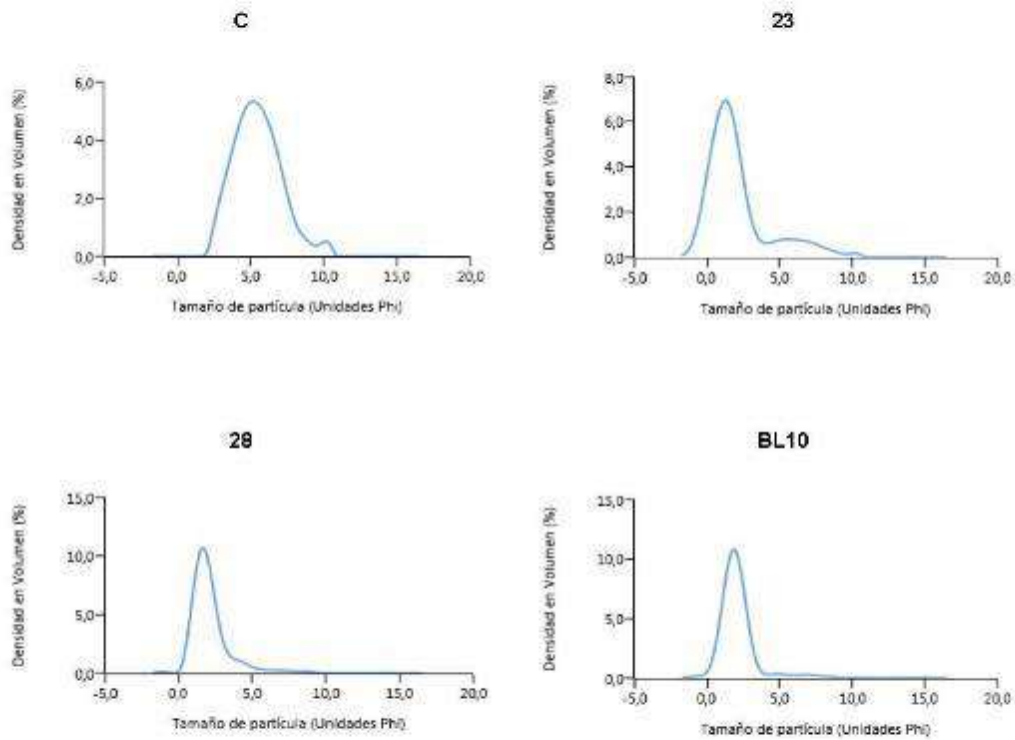 C
Densidad en Volumen (%)
6,0
4,0
2,0
0,0
-5,0 0,0 5,0 10,0 15,0 20,0
Tamaño de partícula (Unidades Phi)
23
Densidad en Volumen (%)
8,0
6,0
4,0
2,0
0,0
-5,0 0,0 5,0 10,0 15,0 20,0
Tamaño de partícula (Unidades Phi)
28
Densidad en Volumen (%)
15,0
10,0
5,0
0,0
-5,0 0,0 5,0 10,0 15,0 20,0
Tamaño de partícula (Unidades Phi)
BL10
Densidad en Volumen (%)
15,0
10,0
5,0
0,0
-5,0 0,0 5,0 10,0 15,0 20,0
Tamaño de partícula (Unidades Phi)